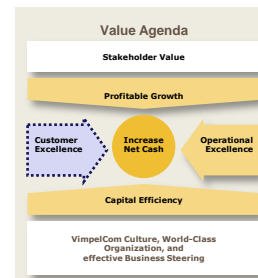 Value Agenda
Stakeholder Value
Profitable Growth
Customer
Excellence
Increase
Net Cash
Operational
Excellence
Capital Efficiency
VimpelCom Culture, World-Class
Organization, and
effective Business Steering